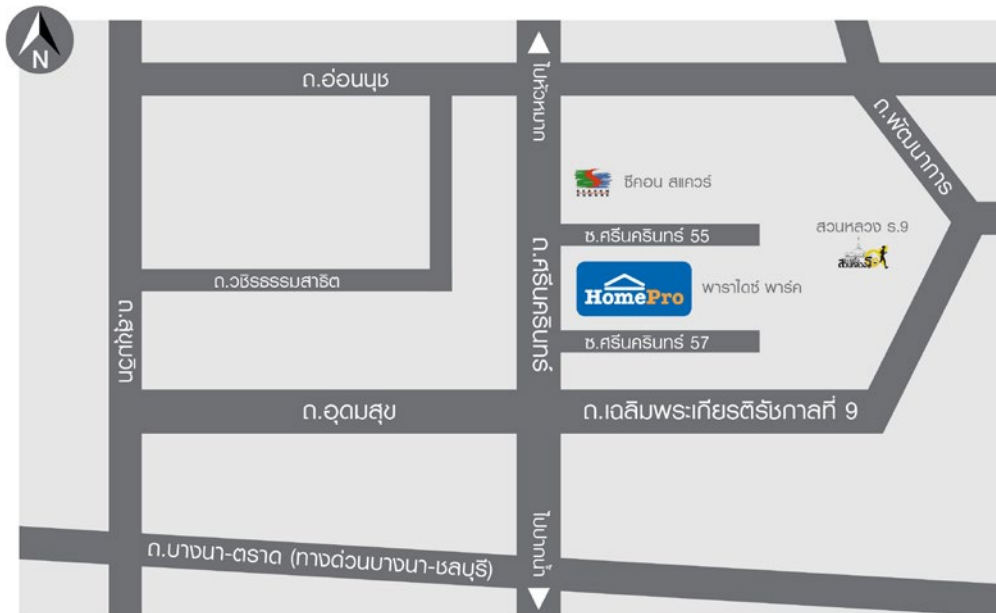 N
ถ.อ่อนนุช
ไปหัวหมาก
ถ.พัฒนาการ
ซีคอน สแควร์
สวนหลวง ร.9
ซ.ศรีนครินทร์ 55
ถ.ศรีนครินทร์
ถ.วชิรธรรมสาธิต
HomePro
พาราไดซ์ พาร์ค
ถ.สุขุมวิท
ซ.ศรีนครินทร์ 57
ถ.อุดมสุข
ถ.เฉลิมพระเกียรติรัชกาลที่ 9
ไปปากน้ำ
ถ.บางนา-ตราด (ทางด่วนบางนา-ชลบุรี)